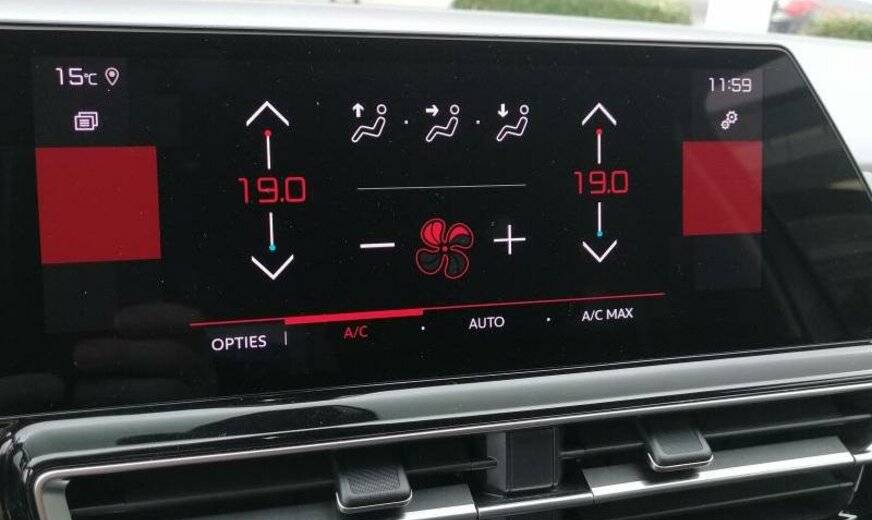 15°C
11:59
19.0
19.0
OPTIES | A/C · AUTO · A/C MAX